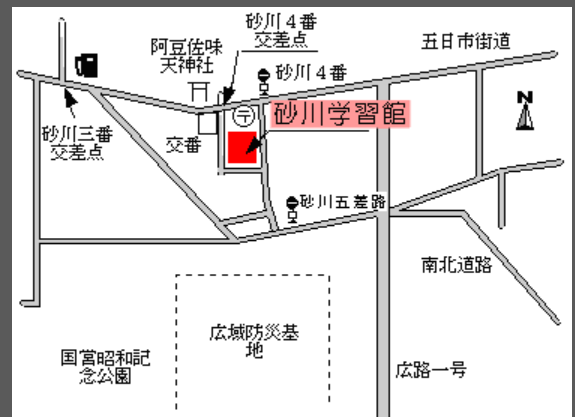 砂川４番
交差点
五日市街道
阿豆佐味
天神社
砂川４番
〒
砂川学習館
N
砂川三番
交差点
交番
砂川五差路
南北道路
広域防災基
地
国営昭和記
念公園
広路一号